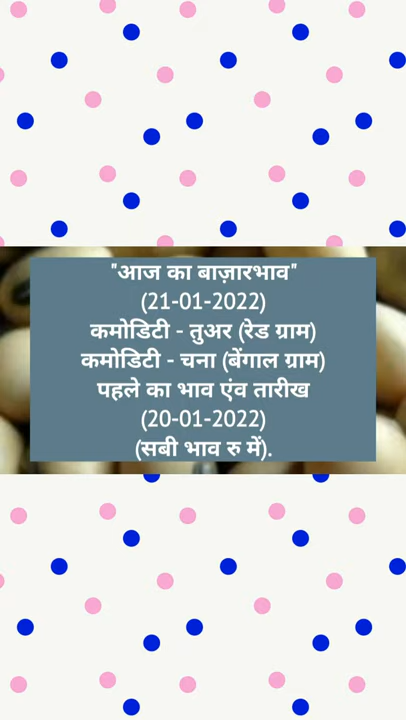 "आज का बाज़ारभाव"
(21-01-2022)
कमोडिटी - तुअर (रेड ग्राम)
कमोडिटी - चना (बेंगाल ग्राम)
पहले का भाव एंव तारीख
(20-01-2022)
(सबी भाव रु में).